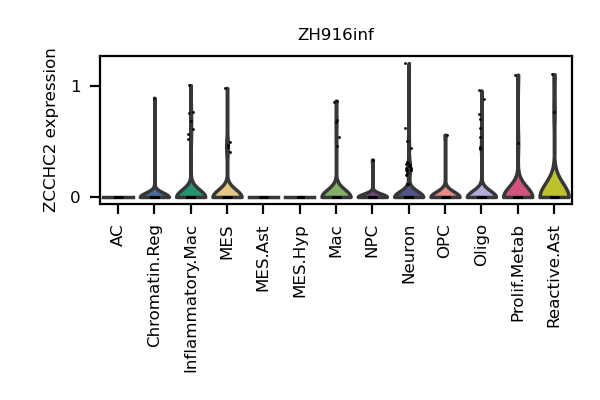 ZH916inf
ZCCHC2 expression
1
0
AC
Chromatin.Reg
Inflammatory.Mac
MES
MES.Ast
MES.Hyp
Mac
NPC
Neuron
OPC
Oligo
Prolif.Metab
Reactive.Ast